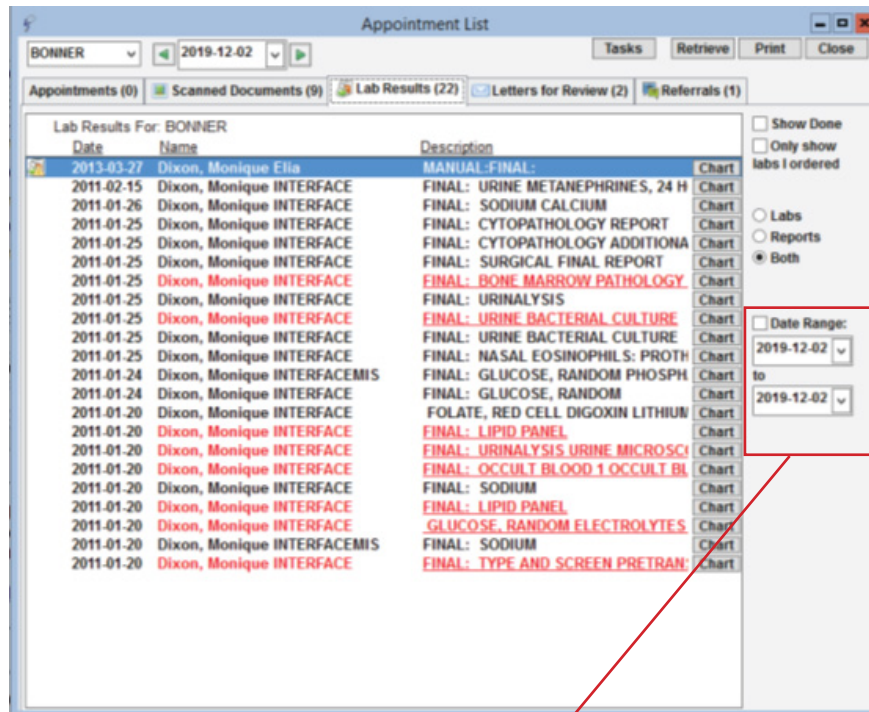 Appointment List
BONNER 2019-12-02 Tasks Retrieve Print Close
Appointments (0) Scanned Documents (9) Lab Results (22) Letters for Review (2) Referrals (1)
Lab Results For: BONNER
Date Name Description
2013-03-27 Dixon, Monique Elia MANUAL:FINAL: Chart
2011-02-15 Dixon, Monique INTERFACE FINAL: URINE METANEPHRINES, 24 H Chart
2011-01-26 Dixon, Monique INTERFACE FINAL: SODIUM CALCIUM Chart
2011-01-25 Dixon, Monique INTERFACE FINAL: CYTOPATHOLOGY REPORT Chart
2011-01-25 Dixon, Monique INTERFACE FINAL: CYTOPATHOLOGY ADDITIONA Chart
2011-01-25 Dixon, Monique INTERFACE FINAL: SURGICAL FINAL REPORT Chart
2011-01-25 Dixon, Monique INTERFACE FINAL: BONE MARROW PATHOLOGY Chart
2011-01-25 Dixon, Monique INTERFACE FINAL: URINALYSIS Chart
2011-01-25 Dixon, Monique INTERFACE FINAL: URINE BACTERIAL CULTURE Chart
2011-01-25 Dixon, Monique INTERFACE FINAL: URINE BACTERIAL CULTURE Chart
2011-01-25 Dixon, Monique INTERFACE FINAL: NASAL EOSINOPHILS: PROTH Chart
2011-01-24 Dixon, Monique INTERFACEMIS FINAL: GLUCOSE, RANDOM PHOSPH Chart
2011-01-24 Dixon, Monique INTERFACE FINAL: GLUCOSE, RANDOM Chart
2011-01-20 Dixon, Monique INTERFACE FOLATE, RED CELL DIGOXIN LITHIUM Chart
2011-01-20 Dixon, Monique INTERFACE FINAL: LIPID PANEL Chart
2011-01-20 Dixon, Monique INTERFACE FINAL: URINALYSIS URINE MICROSC Chart
2011-01-20 Dixon, Monique INTERFACE FINAL: OCCULT BLOOD 1 OCCULT BL Chart
2011-01-20 Dixon, Monique INTERFACE FINAL: SODIUM Chart
2011-01-20 Dixon, Monique INTERFACE FINAL: LIPID PANEL Chart
2011-01-20 Dixon, Monique INTERFACE GLUCOSE, RANDOM ELECTROLYTES Chart
2011-01-20 Dixon, Monique INTERFACEMIS FINAL: SODIUM Chart
2011-01-20 Dixon, Monique INTERFACE FINAL: TYPE AND SCREEN PRETRAN Chart
Show Done
Only show
labs I ordered
Labs
Reports
Both
Date Range:
2019-12-02
to
2019-12-02